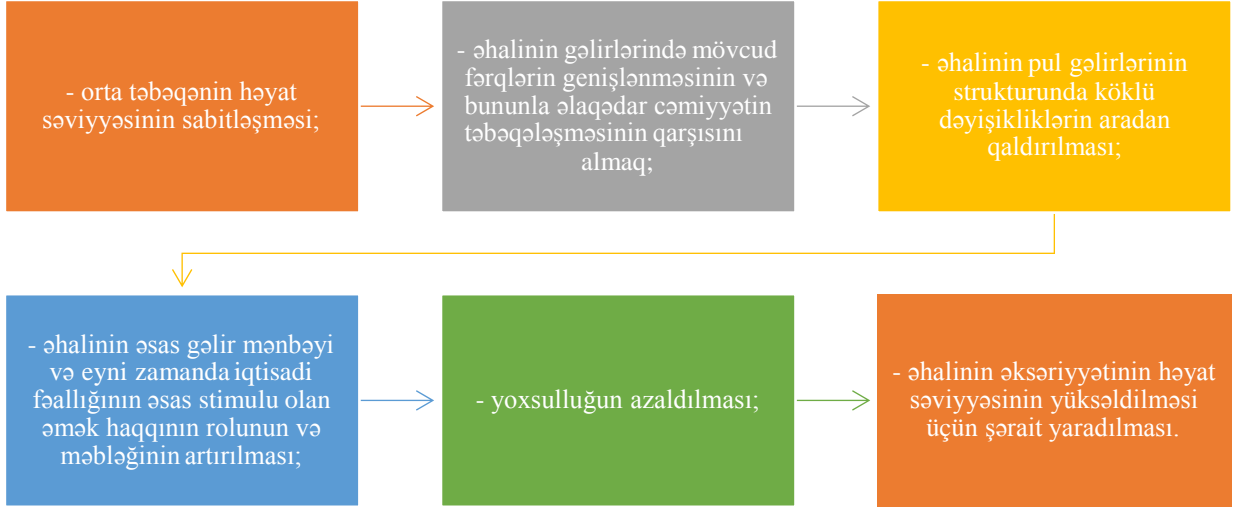 - orta təbəqənin həyat
səviyyəsinin sabitləşməsi;
- əhalinin gəlirlərində mövcud
fərqlərin genişlənməsinin və
bununla əlaqədar cəmiyyətin
təbəqələşməsinin qarşısını
almaq;
- əhalinin pul gəlirlərinin
strukturunda köklü
dəyişikliklərin aradan
qaldırılması;
- əhalinin əsas gəlir mənbəyi
və eyni zamanda iqtisadi
fəallığının əsas stimulu olan
əmək haqqının rolunun və
məbləğinin artırılması;
- yoxsulluğun azaldılması;
- əhalinin əksəriyyətinin həyat
səviyyəsinin yüksəldilməsi
üçün şərait yaradılması.